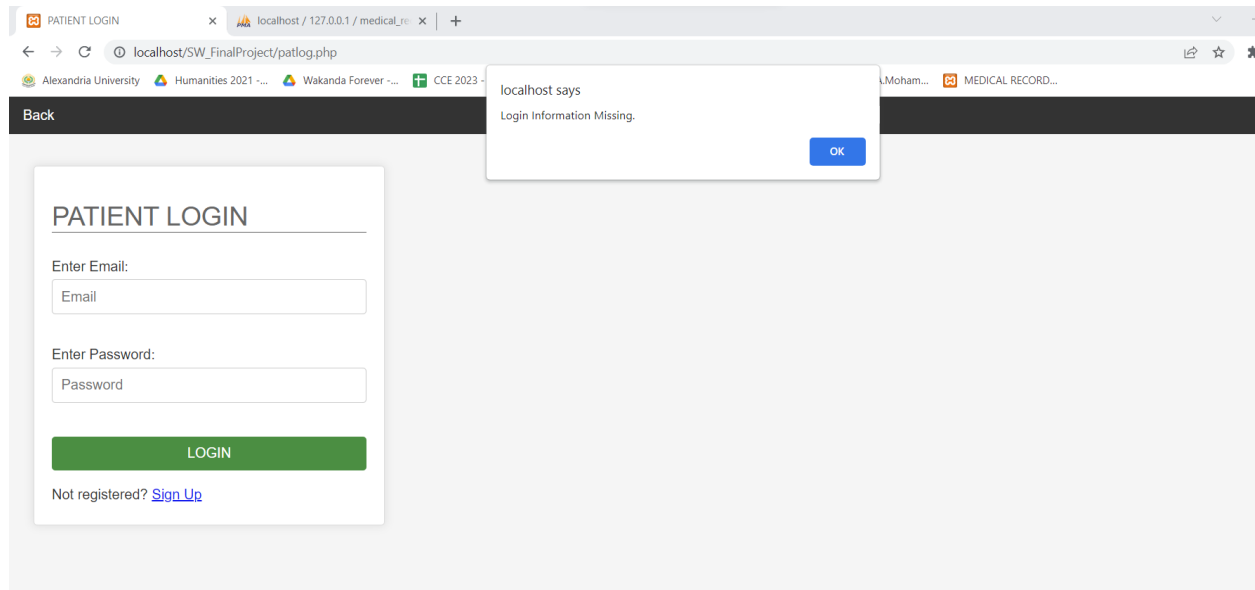 PATIENT LOGIN
localhost / 127.0.0.1 / medical_re
localhost/SW_FinalProject/patlog.php
Alexandria University
Humanities 2021 -...
Wakanda Forever -...
CCE 2023 -
.Moham...
MEDICAL RECORD...
localhost says
Login Information Missing.
OK
Back
PATIENT LOGIN
Enter Email:
Email
Enter Password:
Password
LOGIN
Not registered? Sign Up